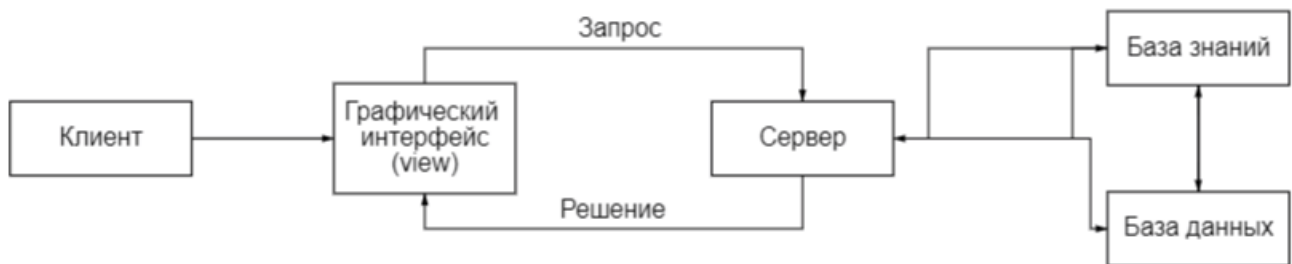 Запрос
База знаний
Клиент
Графический
интерфейс
(view)
Сервер
Решение
База данных